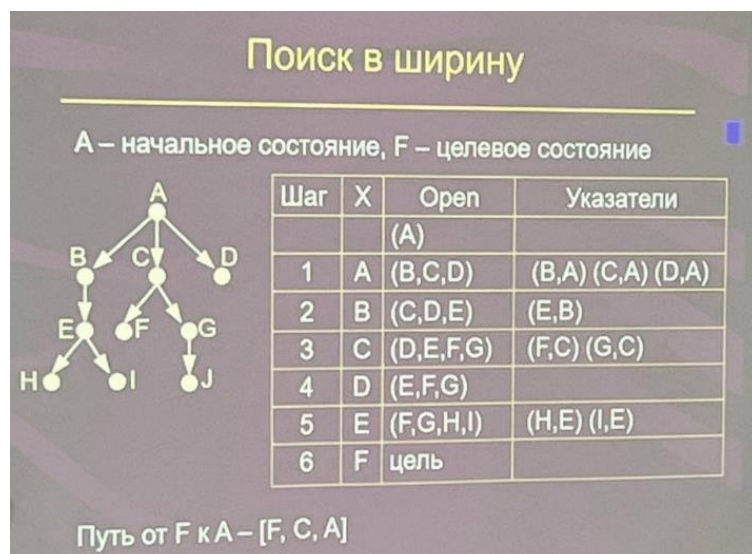 Поиск в ширину
A – начальное состояние, F – целевое состояние
A
B C D
E F G
H I J
Шаг X Open Указатели
(A)
1 A (B,C,D) (B,A) (C,A) (D,A)
2 B (C,D,E) (E,B)
3 C (D,E,F,G) (F,C) (G,C)
4 D (E,F,G)
5 E (F,G,H,I) (H,E) (I,E)
6 F цель
Путь от F к A – [F, C, A]